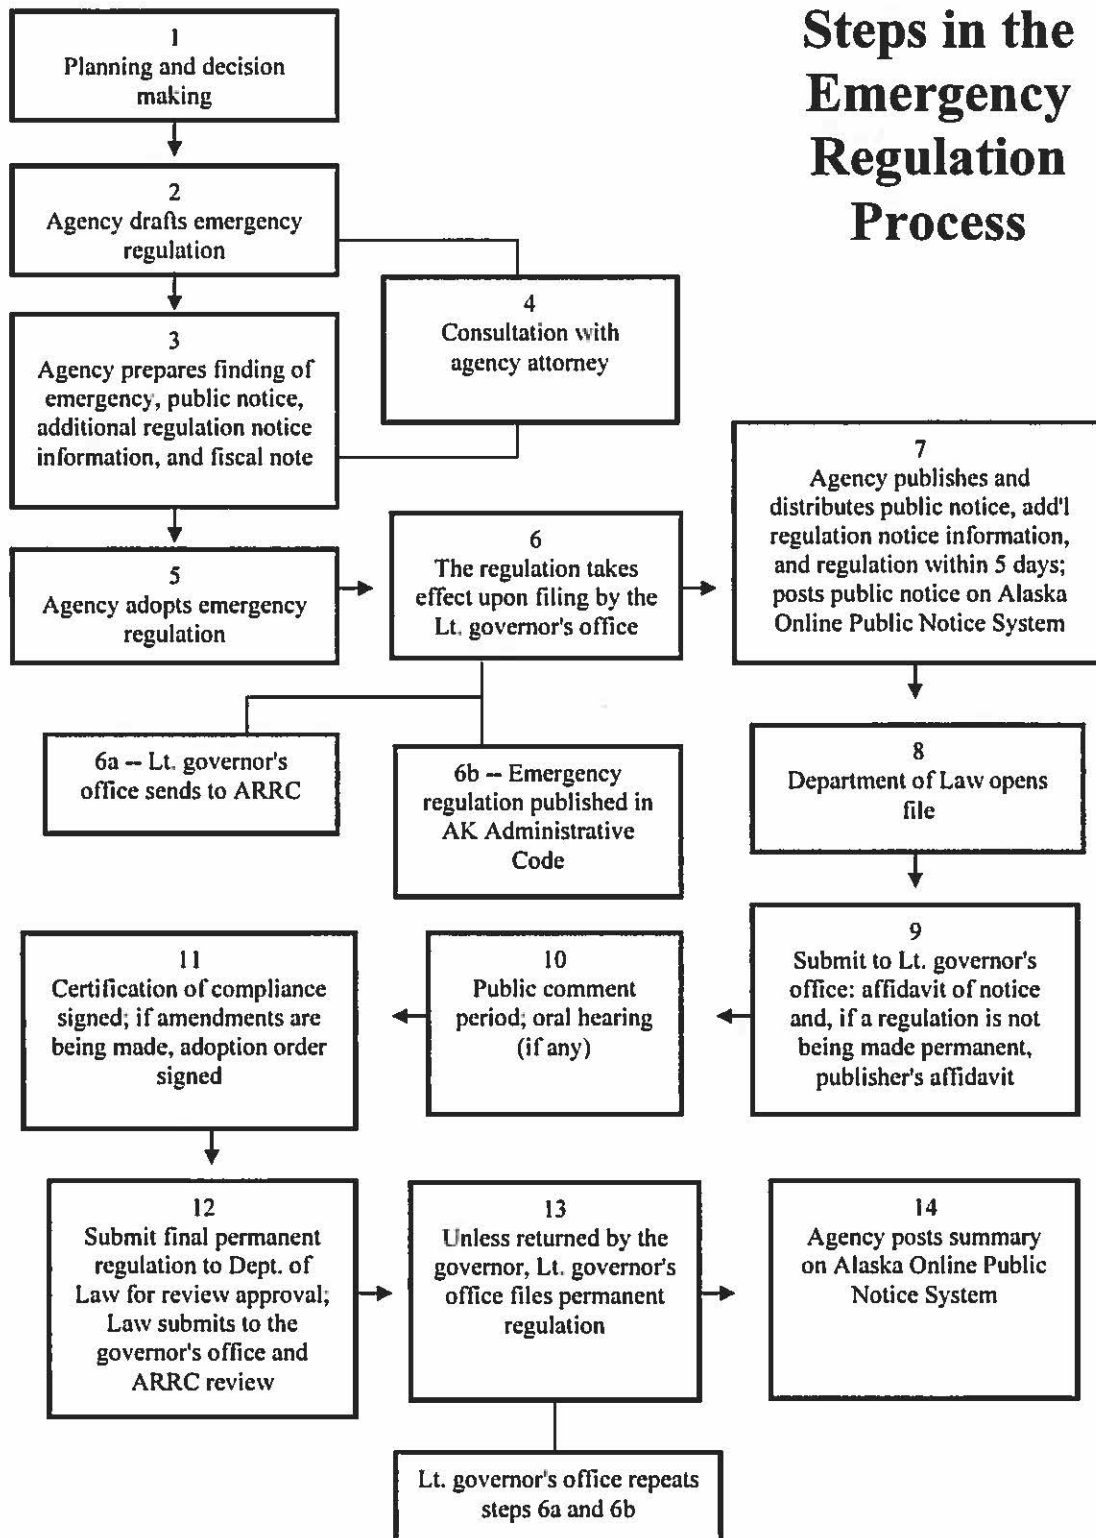 Steps in the
Emergency
Regulation
Process
1
Planning and decision
making
2
Agency drafts emergency
regulation
3
Agency prepares finding of
emergency, public notice,
additional regulation notice
information, and fiscal note
4
Consultation with
agency attorney
5
Agency adopts emergency
regulation
6
The regulation takes
effect upon filing by the
Lt. governor's office
6a -- Lt. governor's
office sends to ARRC
6b -- Emergency
regulation published in
AK Administrative
Code
7
Agency publishes and
distributes public notice, add'l
regulation notice information,
and regulation within 5 days;
posts public notice on Alaska
Online Public Notice System
8
Department of Law opens
file
9
Submit to Lt. governor's
office: affidavit of notice
and, if a regulation is not
being made permanent,
publisher's affidavit
10
Public comment
period; oral hearing
(if any)
11
Certification of compliance
signed; if amendments are
being made, adoption order
signed
12
Submit final permanent
regulation to Dept. of
Law for review approval;
Law submits to the
governor's office and
ARRC review
13
Unless returned by the
governor, Lt. governor's
office files permanent
regulation
Lt. governor's office repeats
steps 6a and 6b
14
Agency posts summary
on Alaska Online Public
Notice System